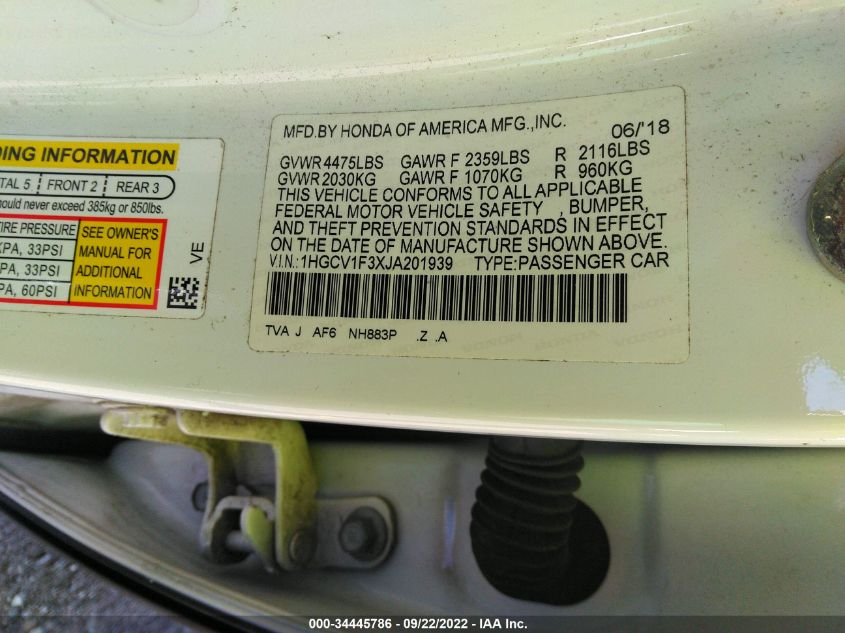 DING INFORMATION
TAL 5 FRONT 2 REAR 3
hould never exceed 385kg or 850lbs.
TIRE PRESSURE
KPA, 33PSI
PA, 33PSI
PA, 60PSI
SEE OWNER'S
MANUAL FOR
ADDITIONAL
INFORMATION
VE
MFD.BY HONDA OF AMERICA MFG.,INC. 06/'18
GVWR 4475LBS GAWR F 2359LBS R 2116LBS
GVWR 2030KG GAWR F 1070KG R 960KG
THIS VEHICLE CONFORMS TO ALL APPLICABLE
FEDERAL MOTOR VEHICLE SAFETY , BUMPER,
AND THEFT PREVENTION STANDARDS IN EFFECT
ON THE DATE OF MANUFACTURE SHOWN ABOVE.
V.I.N.:1HGCV1F3XJA201939 TYPE:PASSENGER CAR
TVA J AF6 NH883P .Z .A
000-34445786 - 09/22/2022 - IAA Inc.